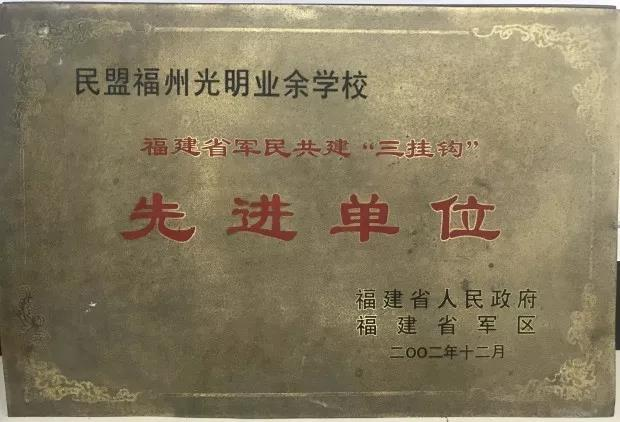 民盟福州光明业余学校
福建省军民共建“三挂钩”
先进单位
福建省人民政府
福建省军区
二OO二年十二月